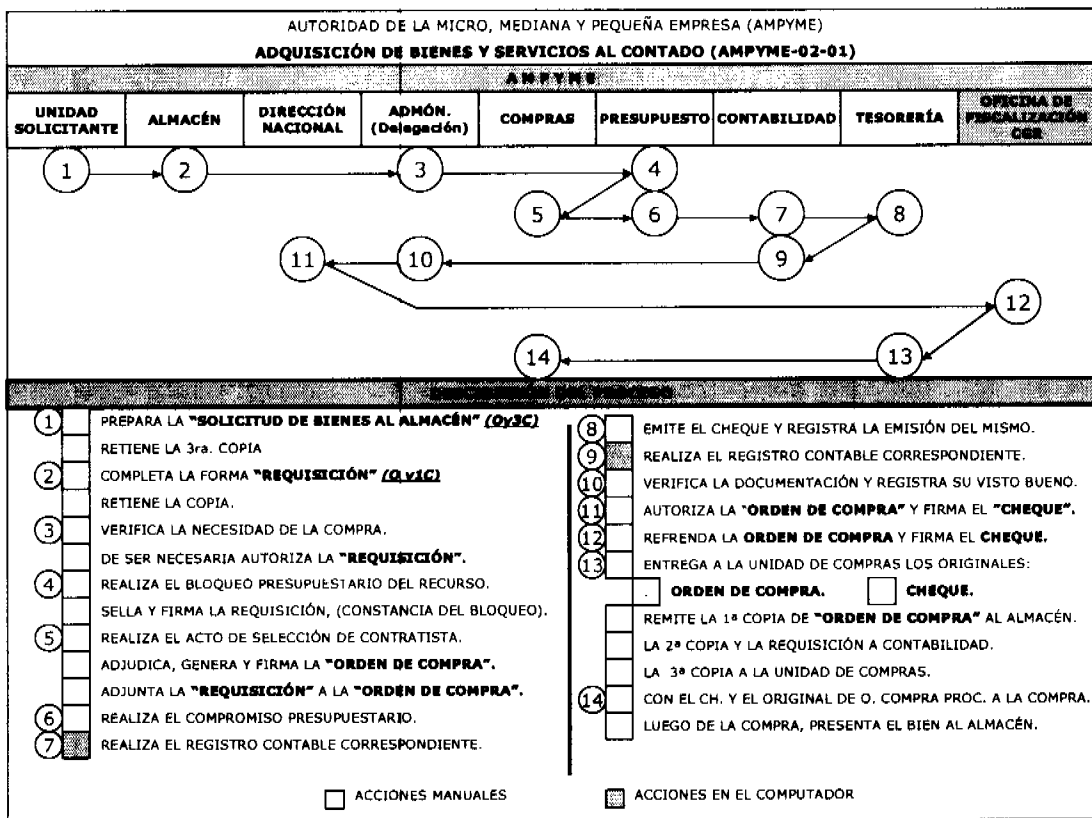 AUTORIDAD DE LA MICRO, MEDIANA Y PEQUEÑA EMPRESA (AMPYME)
ADQUISICIÓN DE BIENES Y SERVICIOS AL CONTADO (AMPYME-02-01)
AMPYME
UNIDAD SOLICITANTE
ALMACÉN
DIRECCIÓN NACIONAL
ADMÓN. (Delegación)
COMPRAS
PRESUPUESTO
CONTABILIDAD
TESORERÍA
OFICINA DE FISCALIZACIÓN CGR
1 2 3 4
5 6 7 8
11 10 9
12
14 13
1 PREPARA LA "SOLICITUD DE BIENES AL ALMACÉN" (Oy3C)
RETIENE LA 3ra. COPIA
2 COMPLETA LA FORMA "REQUISICIÓN" (O y1C)
RETIENE LA COPIA.
3 VERIFICA LA NECESIDAD DE LA COMPRA.
DE SER NECESARIA AUTORIZA LA "REQUISICIÓN".
4 REALIZA EL BLOQUEO PRESUPUESTARIO DEL RECURSO.
SELLA Y FIRMA LA REQUISICIÓN, (CONSTANCIA DEL BLOQUEO).
5 REALIZA EL ACTO DE SELECCIÓN DE CONTRATISTA.
ADJUDICA, GENERA Y FIRMA LA "ORDEN DE COMPRA".
ADJUNTA LA "REQUISICIÓN" A LA "ORDEN DE COMPRA".
6 REALIZA EL COMPROMISO PRESUPUESTARIO.
7 REALIZA EL REGISTRO CONTABLE CORRESPONDIENTE.
8 EMITE EL CHEQUE Y REGISTRA LA EMISIÓN DEL MISMO.
9 REALIZA EL REGISTRO CONTABLE CORRESPONDIENTE.
10 VERIFICA LA DOCUMENTACIÓN Y REGISTRA SU VISTO BUENO.
11 AUTORIZA LA "ORDEN DE COMPRA" Y FIRMA EL "CHEQUE".
12 REFRENDA LA ORDEN DE COMPRA Y FIRMA EL CHEQUE.
13 ENTREGA A LA UNIDAD DE COMPRAS LOS ORIGINALES:
ORDEN DE COMPRA. CHEQUE.
REMITE LA 1ª COPIA DE "ORDEN DE COMPRA" AL ALMACÉN.
LA 2ª COPIA Y LA REQUISICIÓN A CONTABILIDAD.
LA 3ª COPIA A LA UNIDAD DE COMPRAS.
14 CON EL CH. Y EL ORIGINAL DE O. COMPRA PROC. A LA COMPRA.
LUEGO DE LA COMPRA, PRESENTA EL BIEN AL ALMACÉN.
ACCIONES MANUALES
ACCIONES EN EL COMPUTADOR